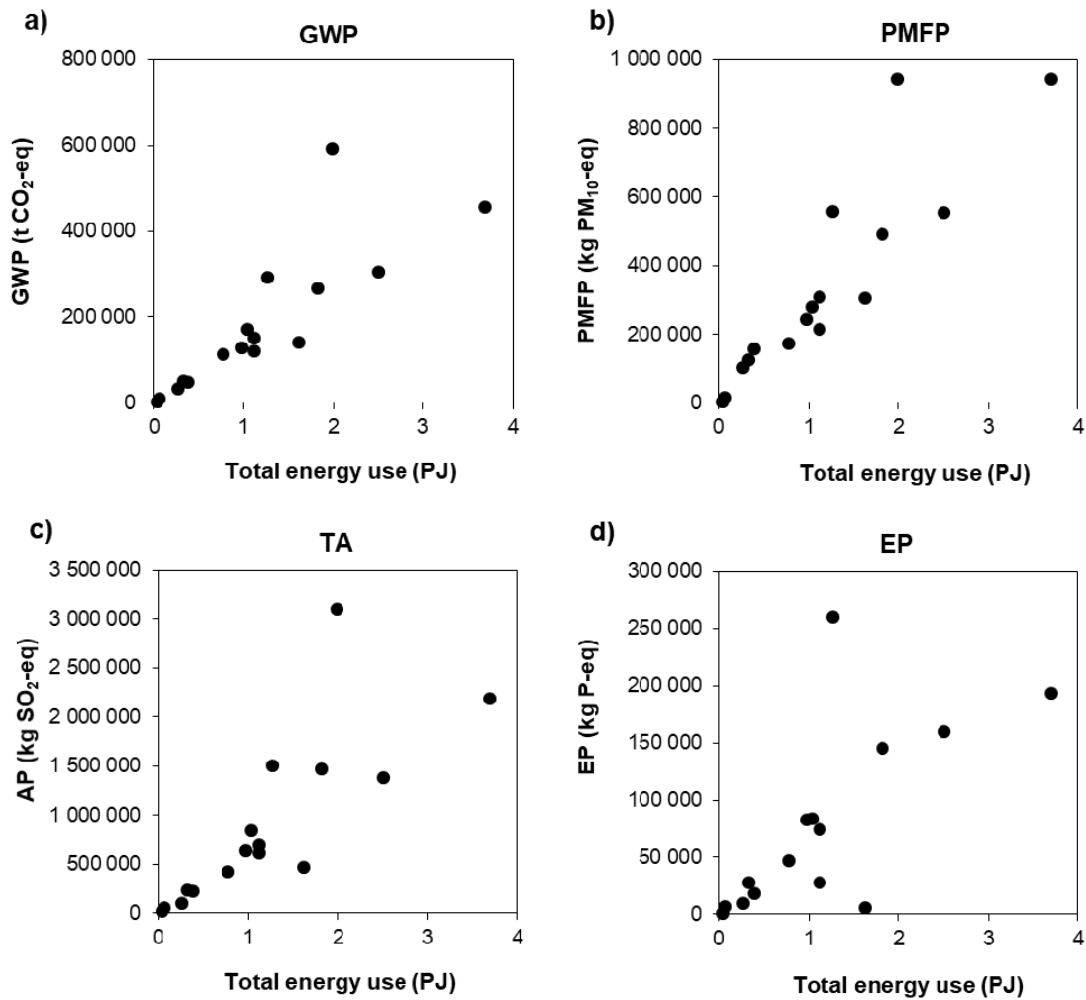 a)
GWP
GWP (t CO₂-eq)
800 000
600 000
400 000
200 000
0
0 1 2 3 4
Total energy use (PJ)
b)
PMFP
PMFP (kg PM₁₀-eq)
1 000 000
800 000
600 000
400 000
200 000
0
0 1 2 3 4
Total energy use (PJ)
c)
TA
AP (kg SO₂-eq)
3 500 000
3 000 000
2 500 000
2 000 000
1 500 000
1 000 000
500 000
0
0 1 2 3 4
Total energy use (PJ)
d)
EP
EP (kg P-eq)
300 000
250 000
200 000
150 000
100 000
50 000
0
0 1 2 3 4
Total energy use (PJ)